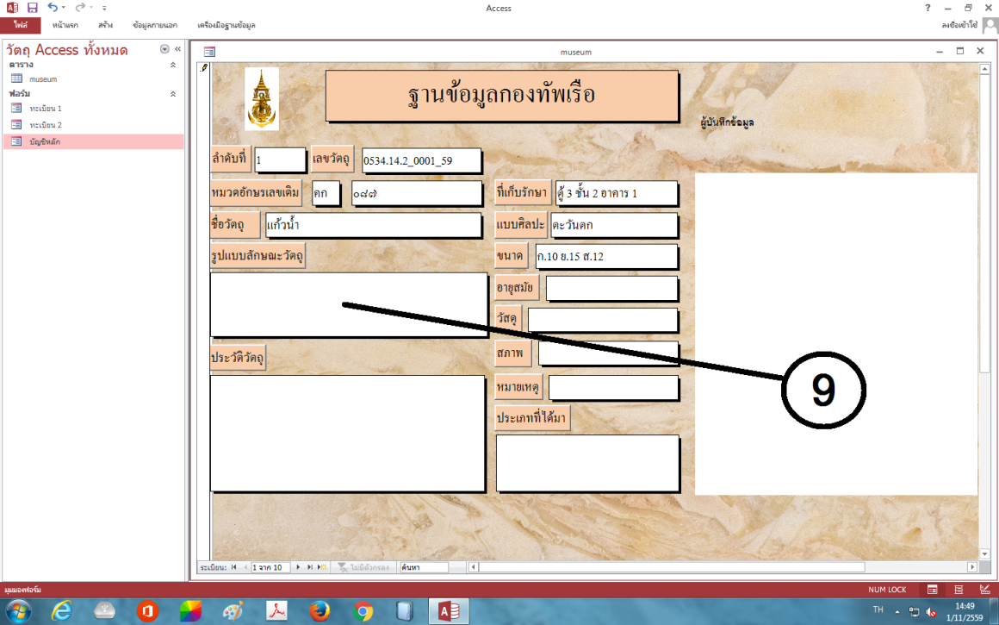 Access
ไฟล์ หน้าแรก สร้าง ข้อมูลภายนอก เครื่องมือฐานข้อมูล ลงชื่อเข้าใช้
วัตถุ Access ทั้งหมด
ตาราง
museum
ฟอร์ม
ทะเบียน 1
ทะเบียน 2
บัญชีหลัก
museum
ฐานข้อมูลกองทัพเรือ
ผู้บันทึกข้อมูล
ลำดับที่ 1 เลขวัตถุ 0534.14.2_0001_59
หมวดอักษรเลขเดิม คก ๐๘๗ ที่เก็บรักษา ตู้ 3 ชั้น 2 อาคาร 1
ชื่อวัตถุ แก้วน้ำ แบบศิลปะ ตะวันตก
รูปแบบลักษณะวัตถุ ขนาด ก.10 ย.15 ส.12
อายุสมัย
วัสดุ
ประวัติวัตถุ สภาพ
9
หมายเหตุ
ประเภทที่ได้มา
ระเบียน: 1 จาก 10 ไม่มีตัวกรอง ค้นหา
มุมมองฟอร์ม NUM LOCK
TH 14:49
1/11/2559